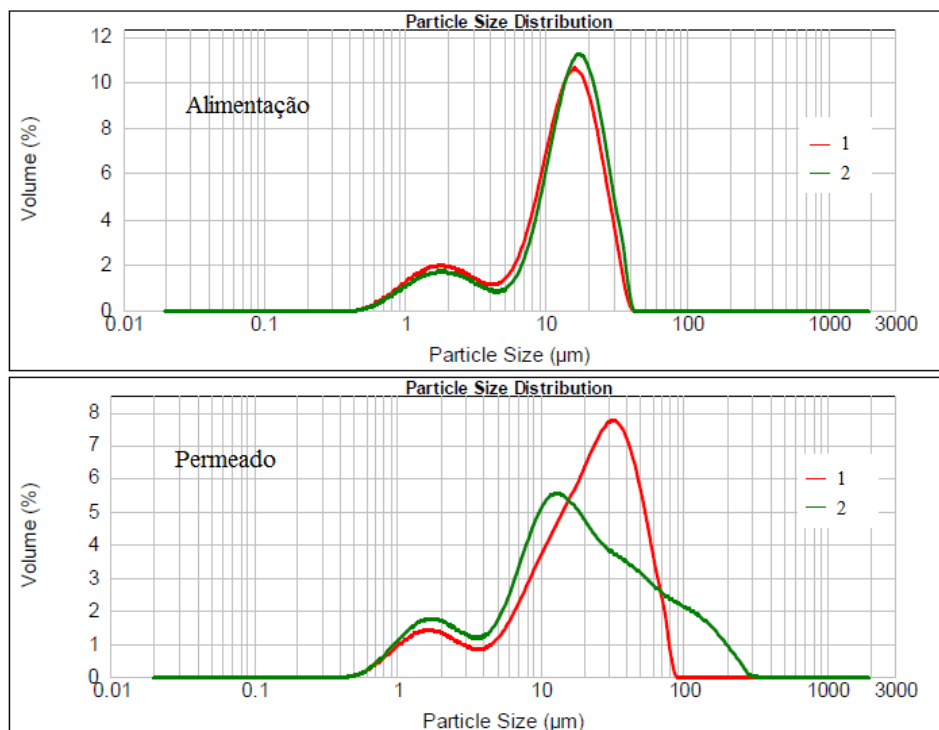 Particle Size Distribution
12
10
8
6
4
2
0
Volume (%)
Alimentação
1
2
0.01 0.1 1 10 100 1000 3000
Particle Size (µm)
Particle Size Distribution
8
7
6
5
4
3
2
1
0
Volume (%)
Permeado
1
2
0.01 0.1 1 10 100 1000 3000
Particle Size (µm)